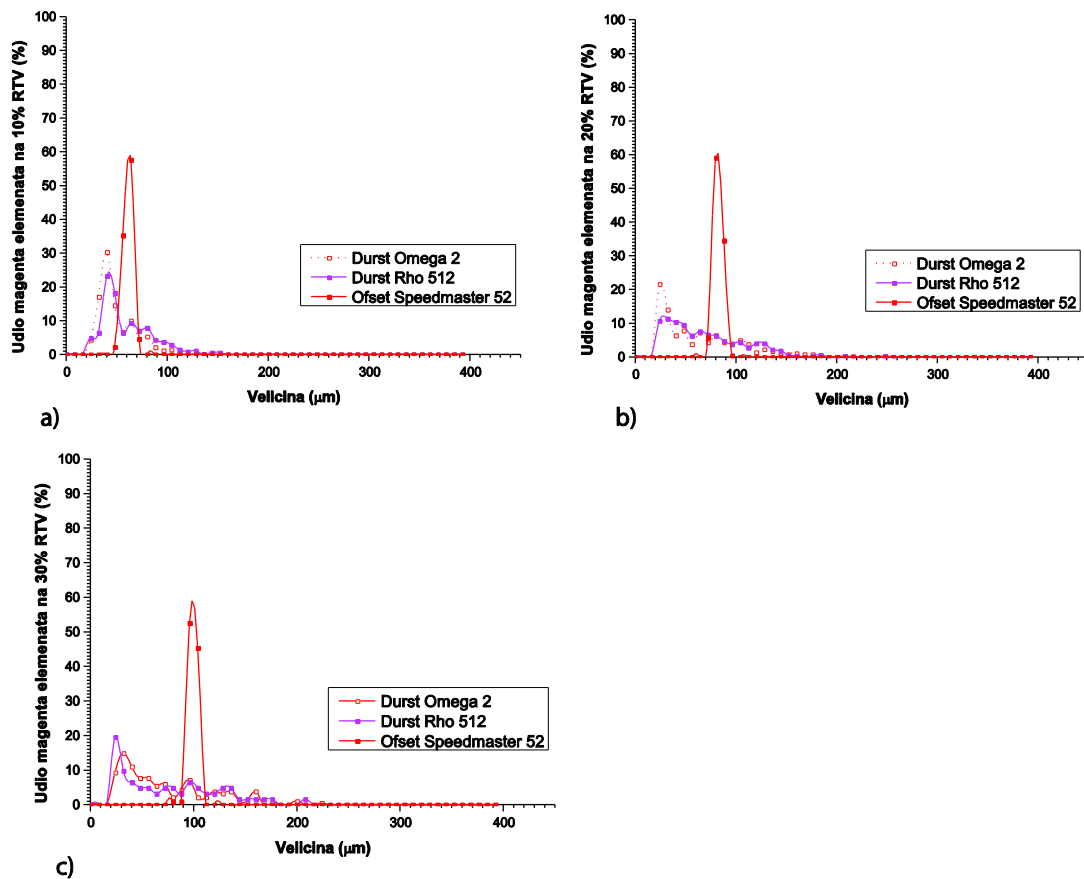 Udio magenta elemenata na 10% RTV (%)
100
90
80
70
60
50
40
30
20
10
0
Durst Omega 2
Durst Rho 512
Ofset Speedmaster 52
0 100 200 300 400
Velicina (µm)
a)
Udio magenta elemenata na 20% RTV (%)
100
90
80
70
60
50
40
30
20
10
0
Durst Omega 2
Durst Rho 512
Ofset Speedmaster 52
0 100 200 300 400
Velicina (µm)
b)
Udio magenta elemenata na 30% RTV (%)
100
90
80
70
60
50
40
30
20
10
0
Durst Omega 2
Durst Rho 512
Ofset Speedmaster 52
0 100 200 300 400
Velicina (µm)
c)